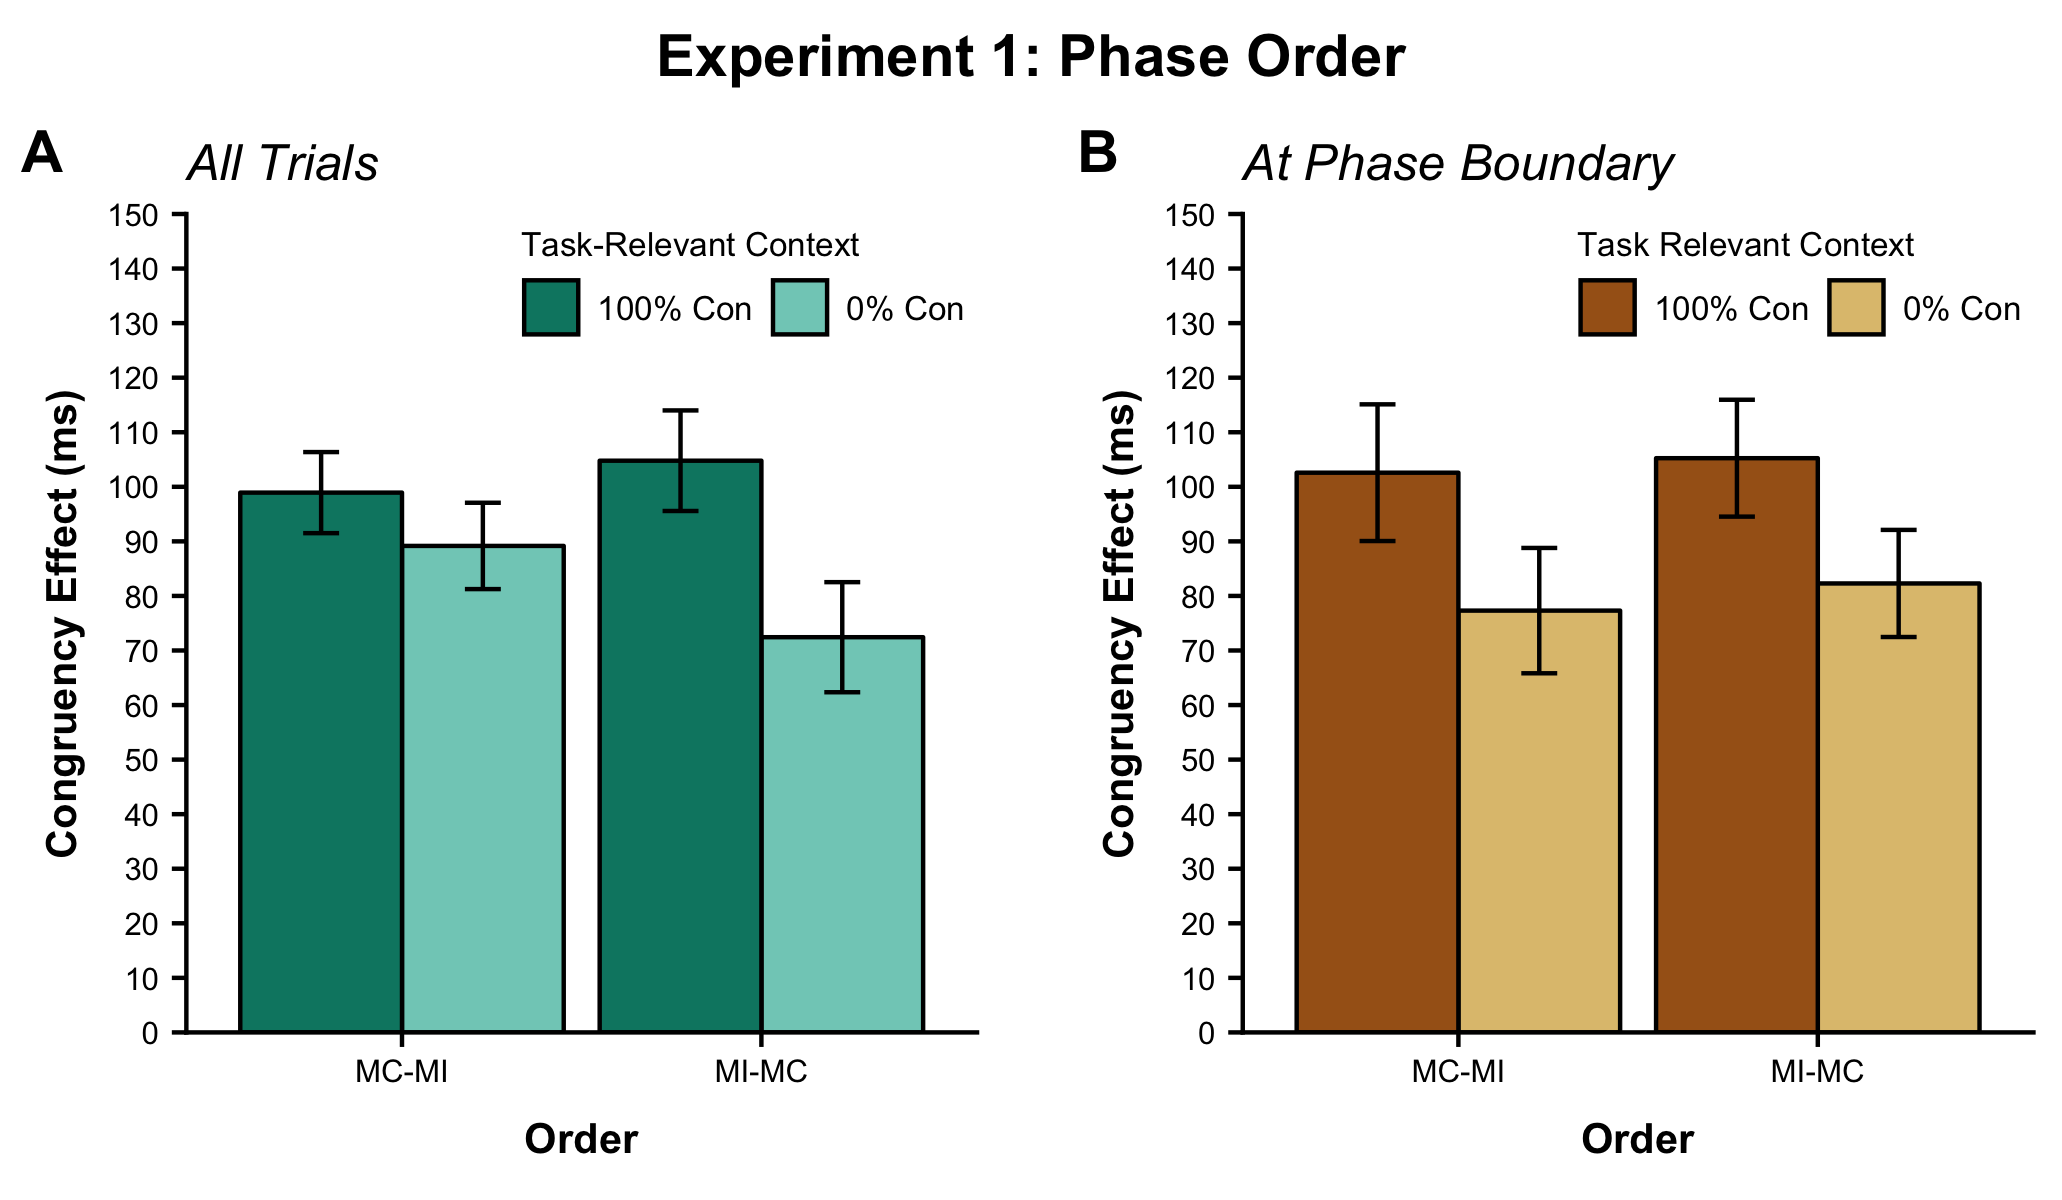 Experiment 1: Phase Order
A
All Trials
Task-Relevant Context
100% Con
0% Con
Congruency Effect (ms)
150
140
130
120
110
100
90
80
70
60
50
40
30
20
10
0
MC-MI
MI-MC
Order
B
At Phase Boundary
Task Relevant Context
100% Con
0% Con
Congruency Effect (ms)
150
140
130
120
110
100
90
80
70
60
50
40
30
20
10
0
MC-MI
MI-MC
Order